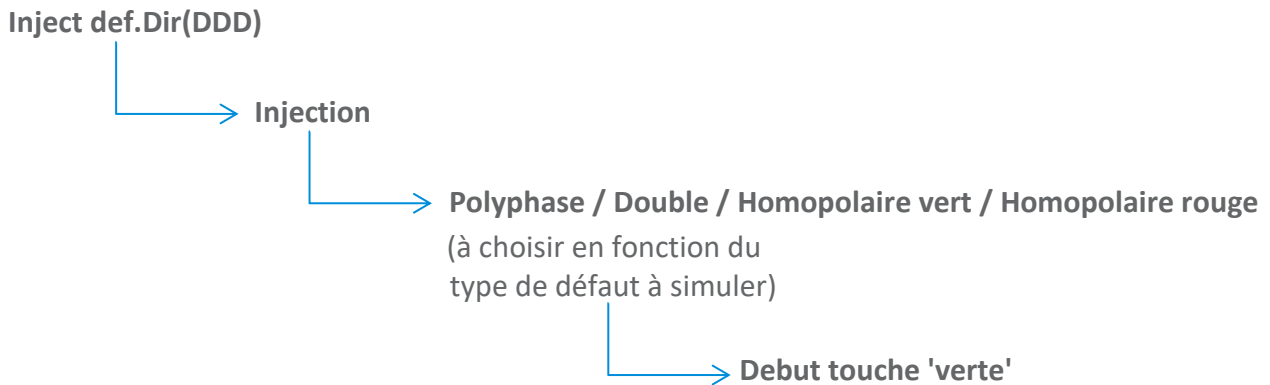 Inject def.Dir(DDD)
Injection
Polyphase / Double / Homopolaire vert / Homopolaire rouge
(à choisir en fonction du
type de défaut à simuler)
Debut touche 'verte'